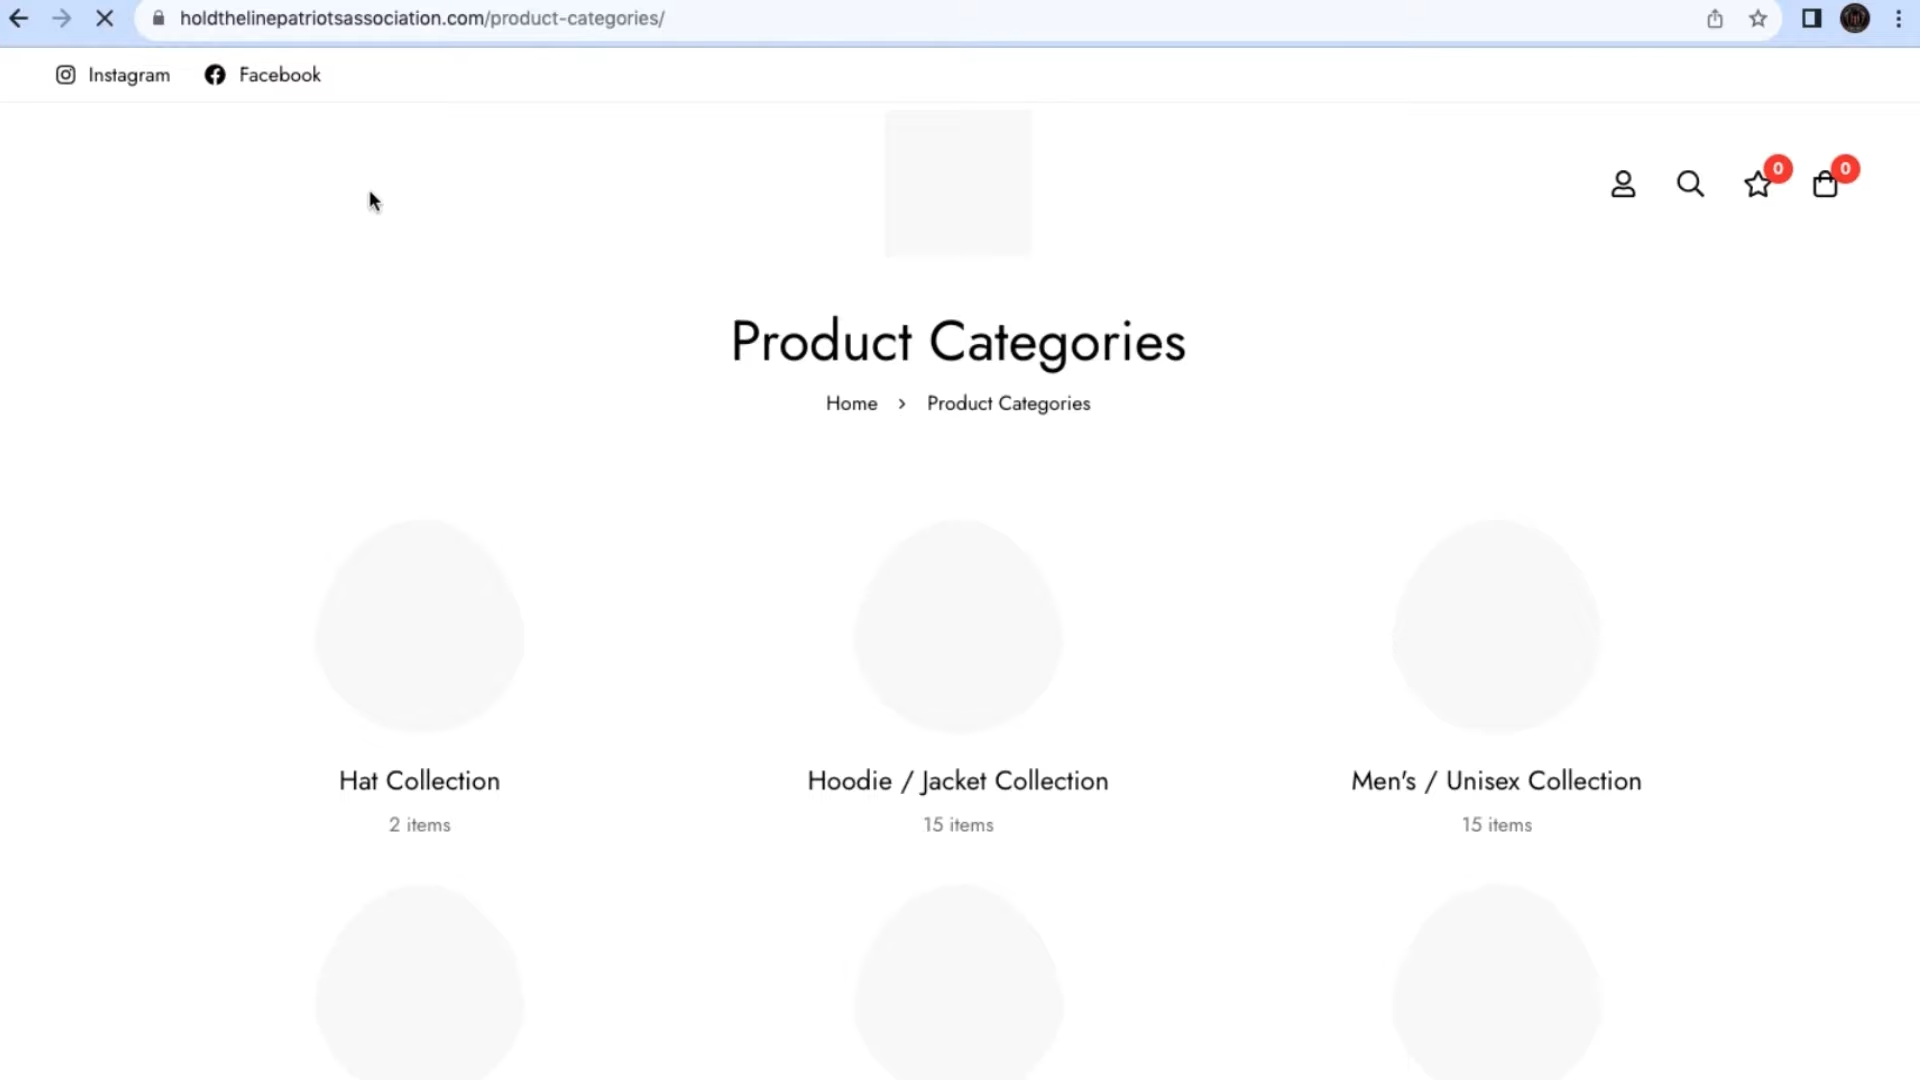 holdthelinepatriotsassociation.com/product-categories/
Instagram Facebook
0 0
Product Categories
Home > Product Categories
Hat Collection Hoodie / Jacket Collection Men's / Unisex Collection
2 items 15 items 15 items